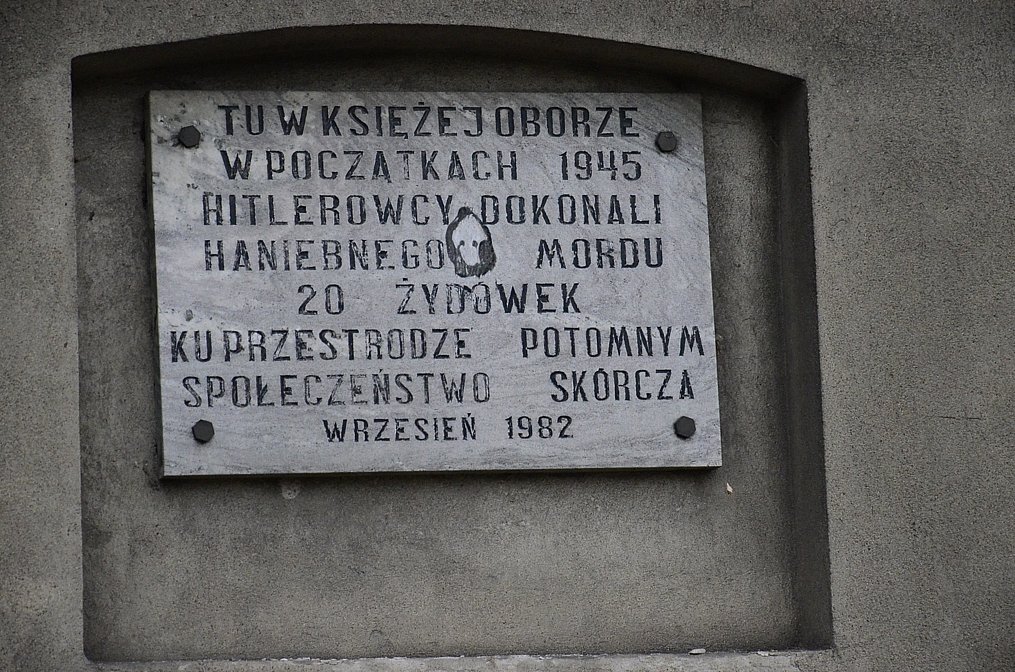 TU W KSIĘŻEJ OBORZE
W POCZĄTKACH 1945
HITLEROWCY DOKONALI
HANIEBNEGO MORDU
20 ŻYDÓWEK
KU PRZESTRODZE POTOMNYM
SPOŁECZEŃSTWO SKÓRCZA
WRZESIEŃ 1982